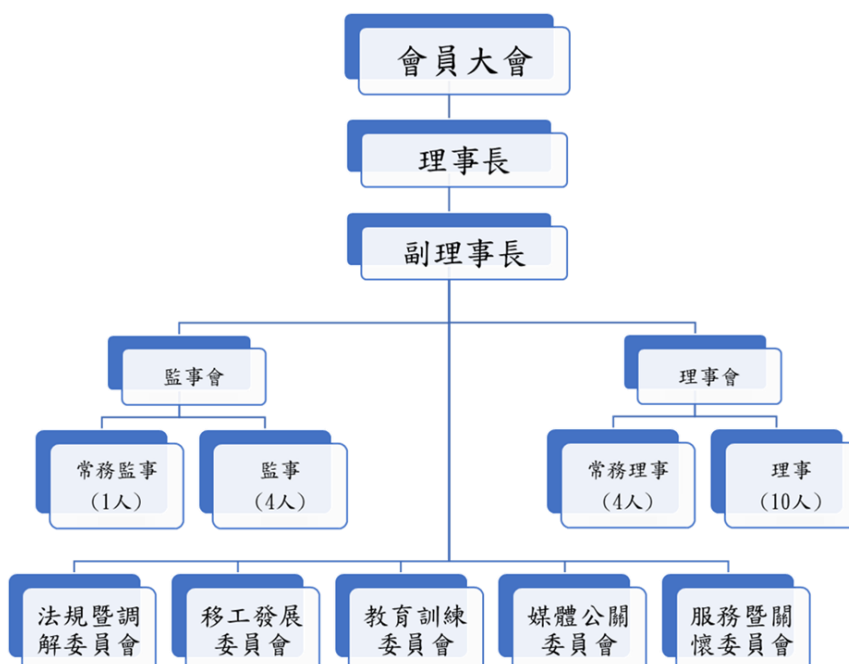 會員大會
理事長
副理事長
監事會
理事會
常務監事
(1人)
監事
(4人)
常務理事
(4人)
理事
(10人)
法規暨調
解委員會
移工發展
委員會
教育訓練
委員會
媒體公關
委員會
服務暨關
懷委員會